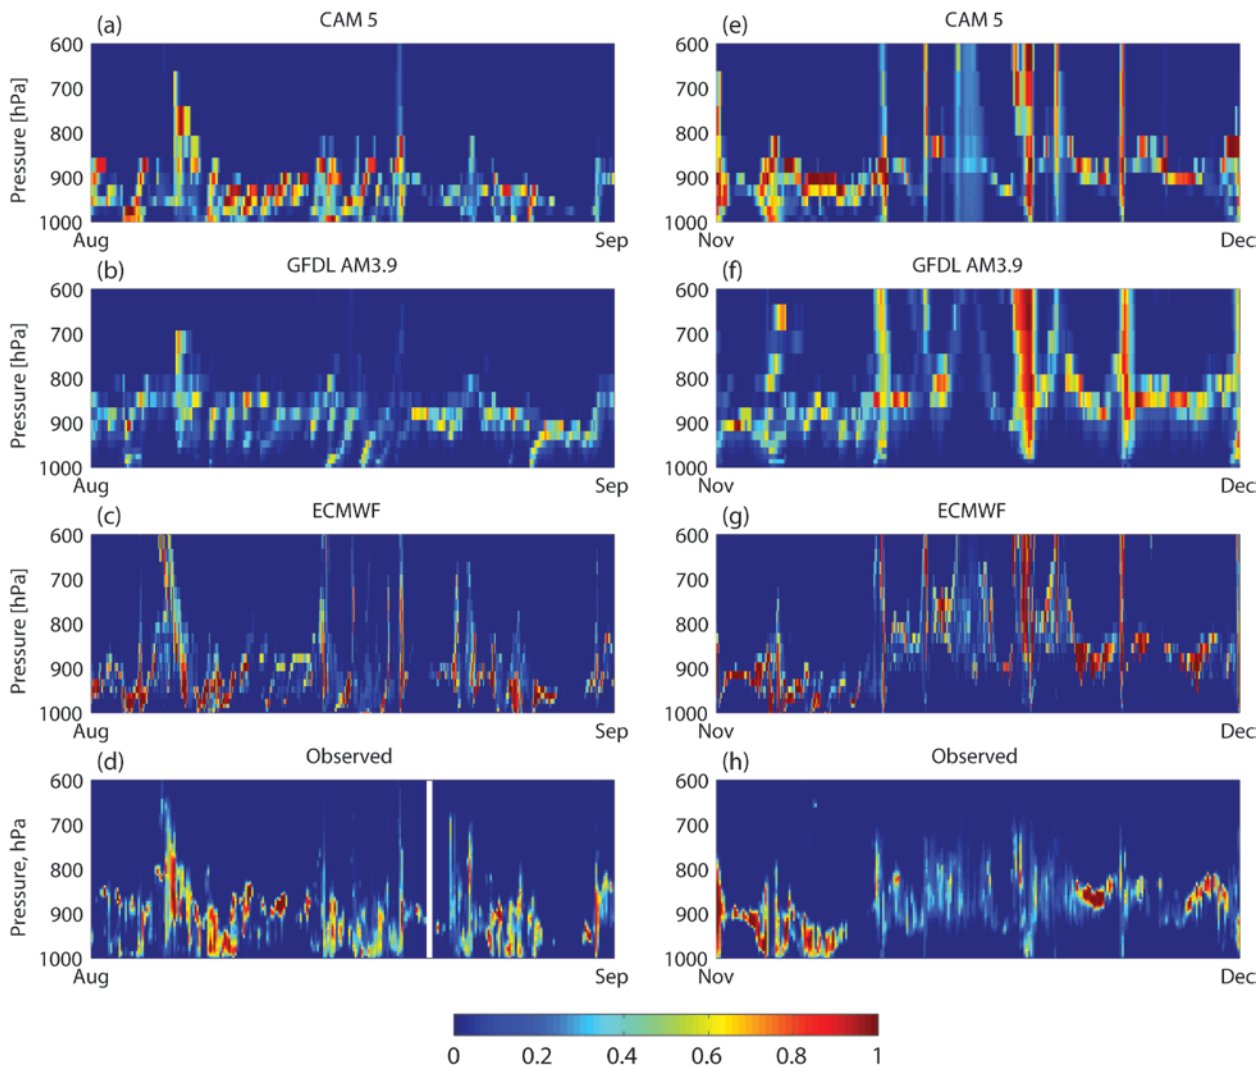 (a) CAM 5
600
700
800
900
1000
Pressure [hPa]
Aug Sep
(e) CAM 5
600
700
800
900
1000
Nov Dec
(b) GFDL AM3.9
600
700
800
900
1000
Pressure [hPa]
Aug Sep
(f) GFDL AM3.9
600
700
800
900
1000
Nov Dec
(c) ECMWF
600
700
800
900
1000
Pressure [hPa]
Aug Sep
(g) ECMWF
600
700
800
900
1000
Nov Dec
(d) Observed
600
700
800
900
1000
Pressure, hPa
Aug Sep
(h) Observed
600
700
800
900
1000
Nov Dec
0 0.2 0.4 0.6 0.8 1